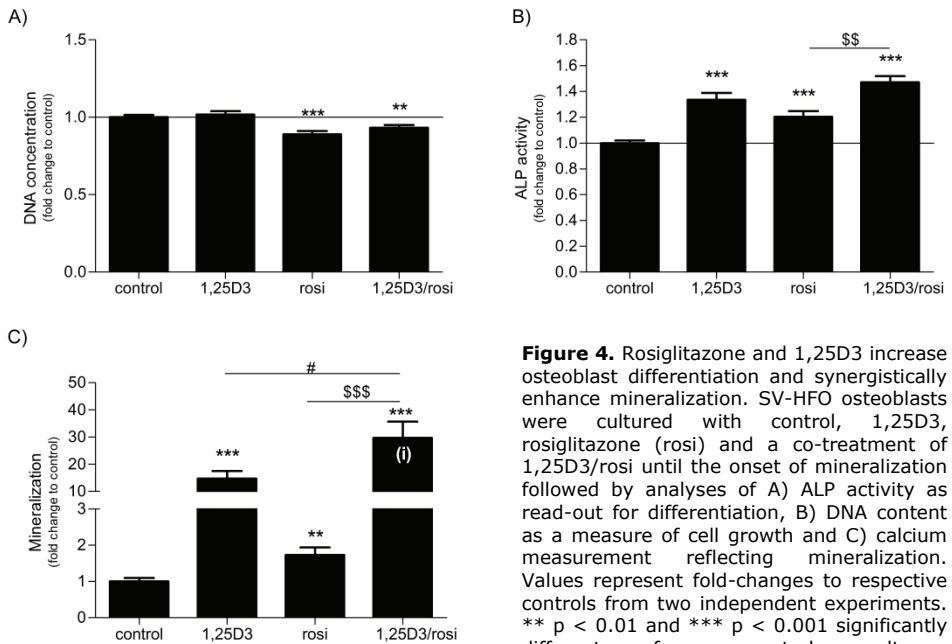 A)
1.5
1.0
0.5
0.0
DNA concentration
(fold change to control)
***
**
control 1,25D3 rosi 1,25D3/rosi
B)
1.8
1.6
1.4
1.2
1.0
0.8
0.6
0.4
0.2
0.0
ALP activity
(fold change to control)
$$
***
***
***
control 1,25D3 rosi 1,25D3/rosi
C)
50
40
30
20
10
3
2
1
0
Mineralization
(fold change to control)
#
$$$
***
**
***
(i)
control 1,25D3 rosi 1,25D3/rosi
Figure 4. Rosiglitazone and 1,25D3 increase
osteoblast differentiation and synergistically
enhance mineralization. SV-HFO osteoblasts
were cultured with control, 1,25D3,
rosiglitazone (rosi) and a co-treatment of
1,25D3/rosi until the onset of mineralization
followed by analyses of A) ALP activity as
read-out for differentiation, B) DNA content
as a measure of cell growth and C) calcium
measurement reflecting mineralization.
Values represent fold-changes to respective
controls from two independent experiments.
** p < 0.01 and *** p < 0.001 significantly